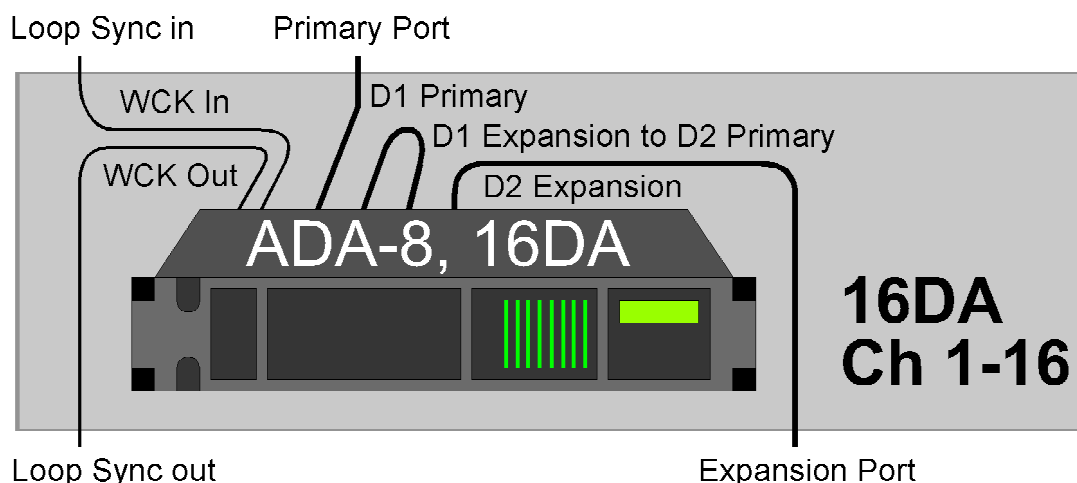 Loop Sync in
Primary Port
WCK In
D1 Primary
D1 Expansion to D2 Primary
WCK Out
D2 Expansion
ADA-8, 16DA
16DA
Ch 1-16
Loop Sync out
Expansion Port